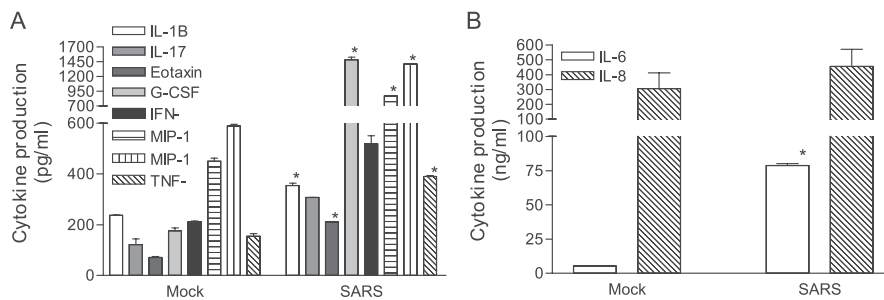 A
Cytokine production
(pg/ml)
1700
1450
1200
950
700
600
400
200
0
IL-1B
IL-17
Eotaxin
G-CSF
IFN-
MIP-1
MIP-1
TNF-
*
*
*
*
*
*
Mock
SARS
B
Cytokine production
(ng/ml)
600
500
400
300
200
100
100
75
50
25
0
IL-6
IL-8
*
Mock
SARS